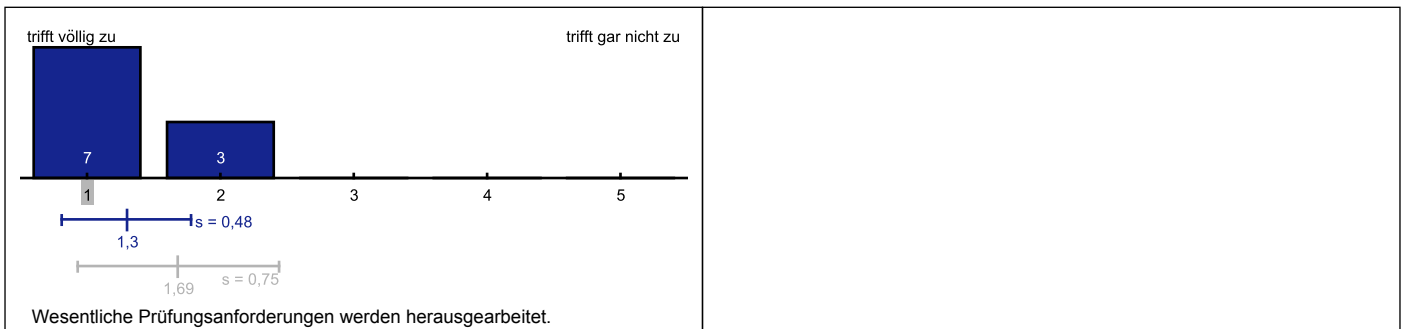 trifft völlig zu trifft gar nicht zu
7 3
1 2 3 4 5
s = 0,48
1,3
s = 0,75
1,69
Wesentliche Prüfungsanforderungen werden herausgearbeitet.